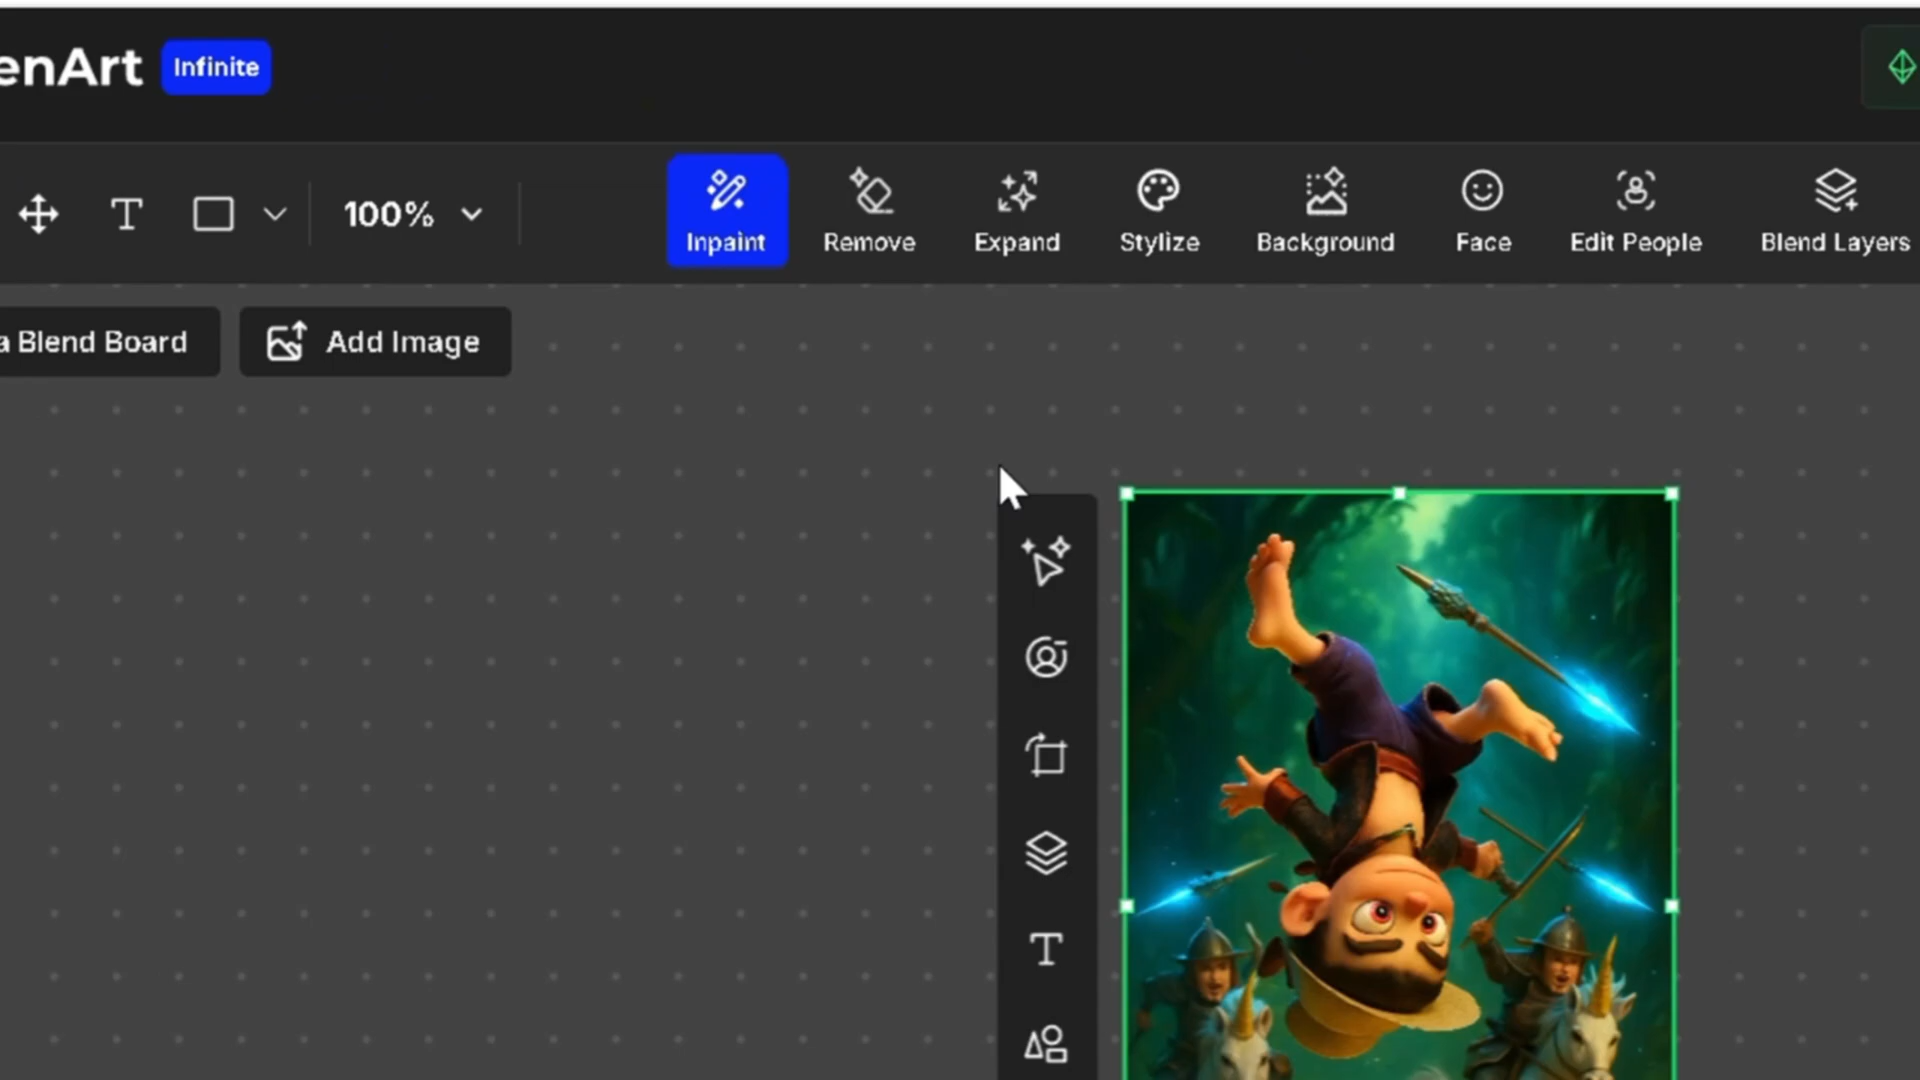 enArt Infinite
T 100% Inpaint Remove Expand Stylize Background Face Edit People Blend Layers
a Blend Board Add Image
T